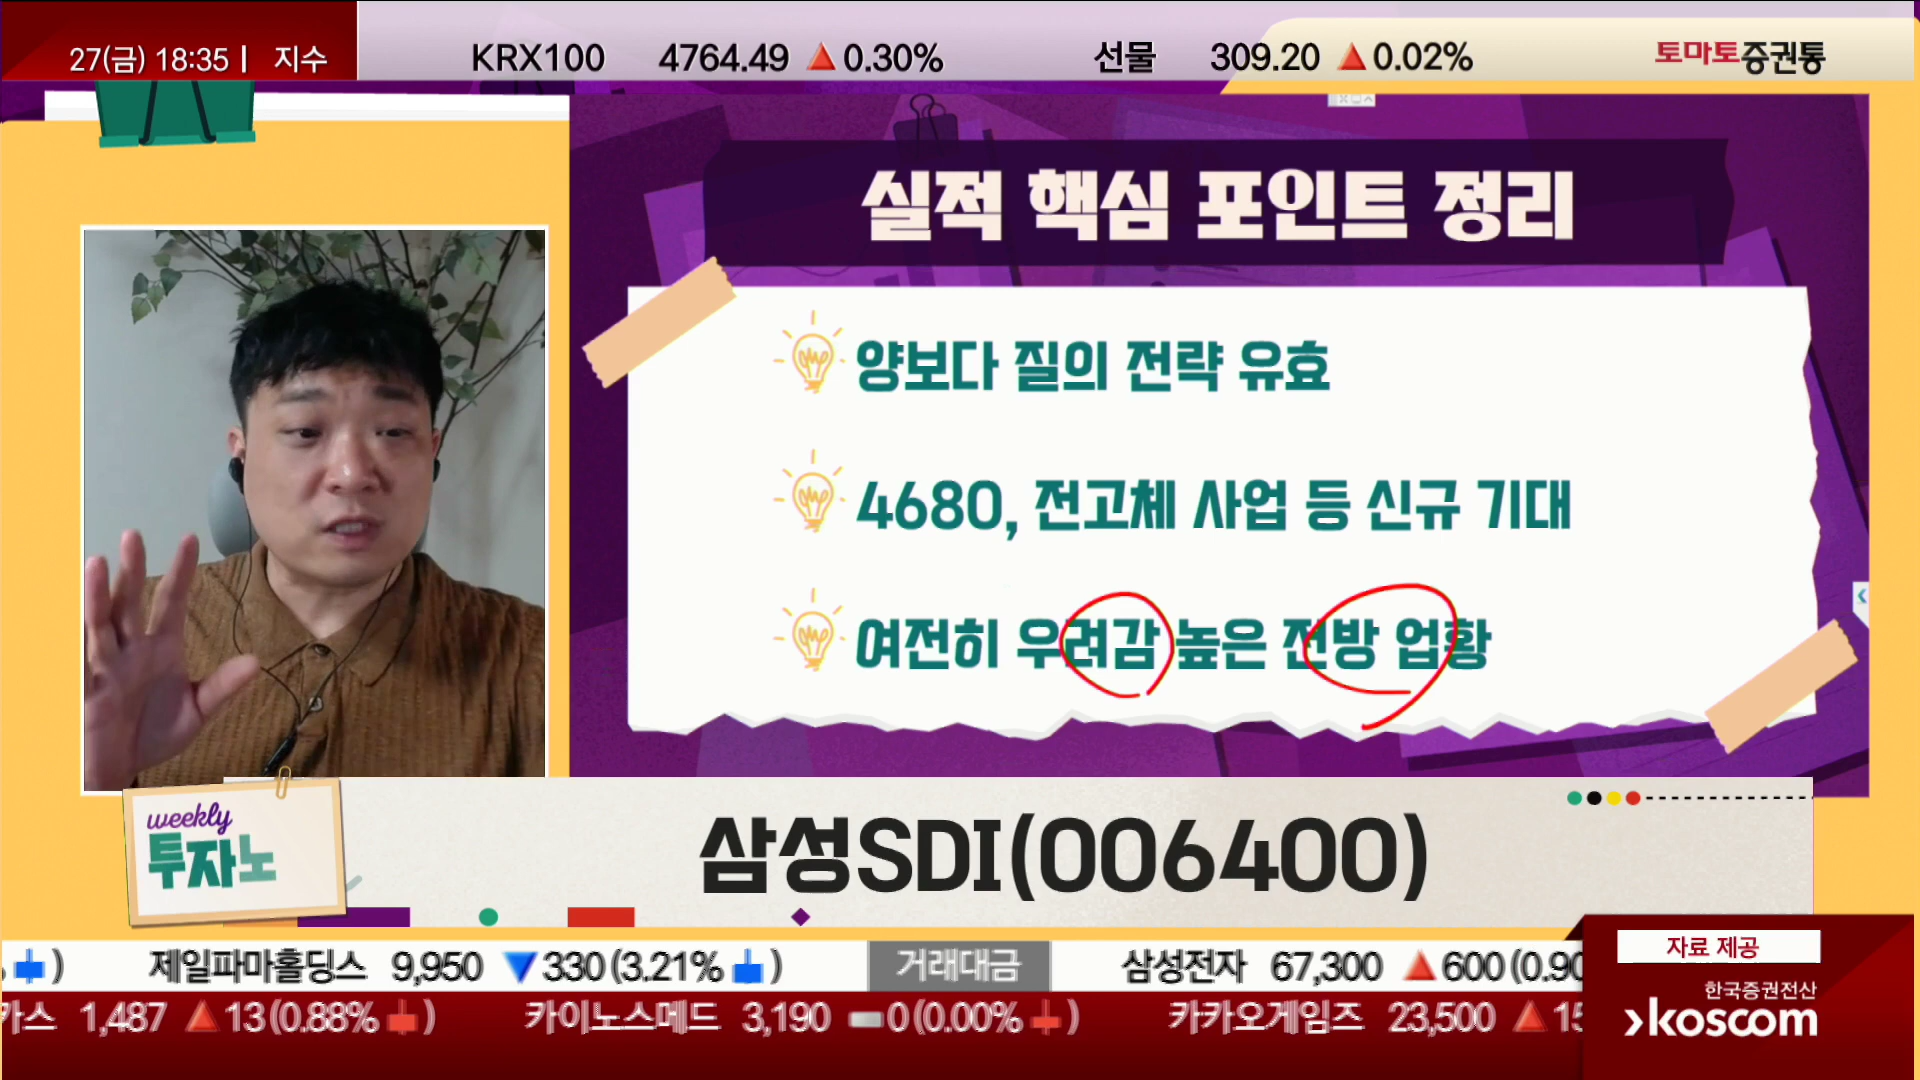 27(금) 18:35 | 지수
KRX100 4764.49 ▲ 0.30% 선물 309.20 ▲ 0.02%
토마토증권통
실적 핵심 포인트 정리
양보다 질의 전략 유효
4680, 전고체 사업 등 신규 기대
여전히 우려감 높은 전방 업황
weekly
투자노
삼성SDI(006400)
) 제일파마홀딩스 9,950 ▼ 330 (3.21% ) 거래대금 삼성전자 67,300 ▲ 600 (0.90
카스 1,487 ▲ 13 (0.88% ) 카이노스메드 3,190 0 (0.00% ) 카카오게임즈 23,500 ▲ 15
자료 제공
한국증권전산
koscom